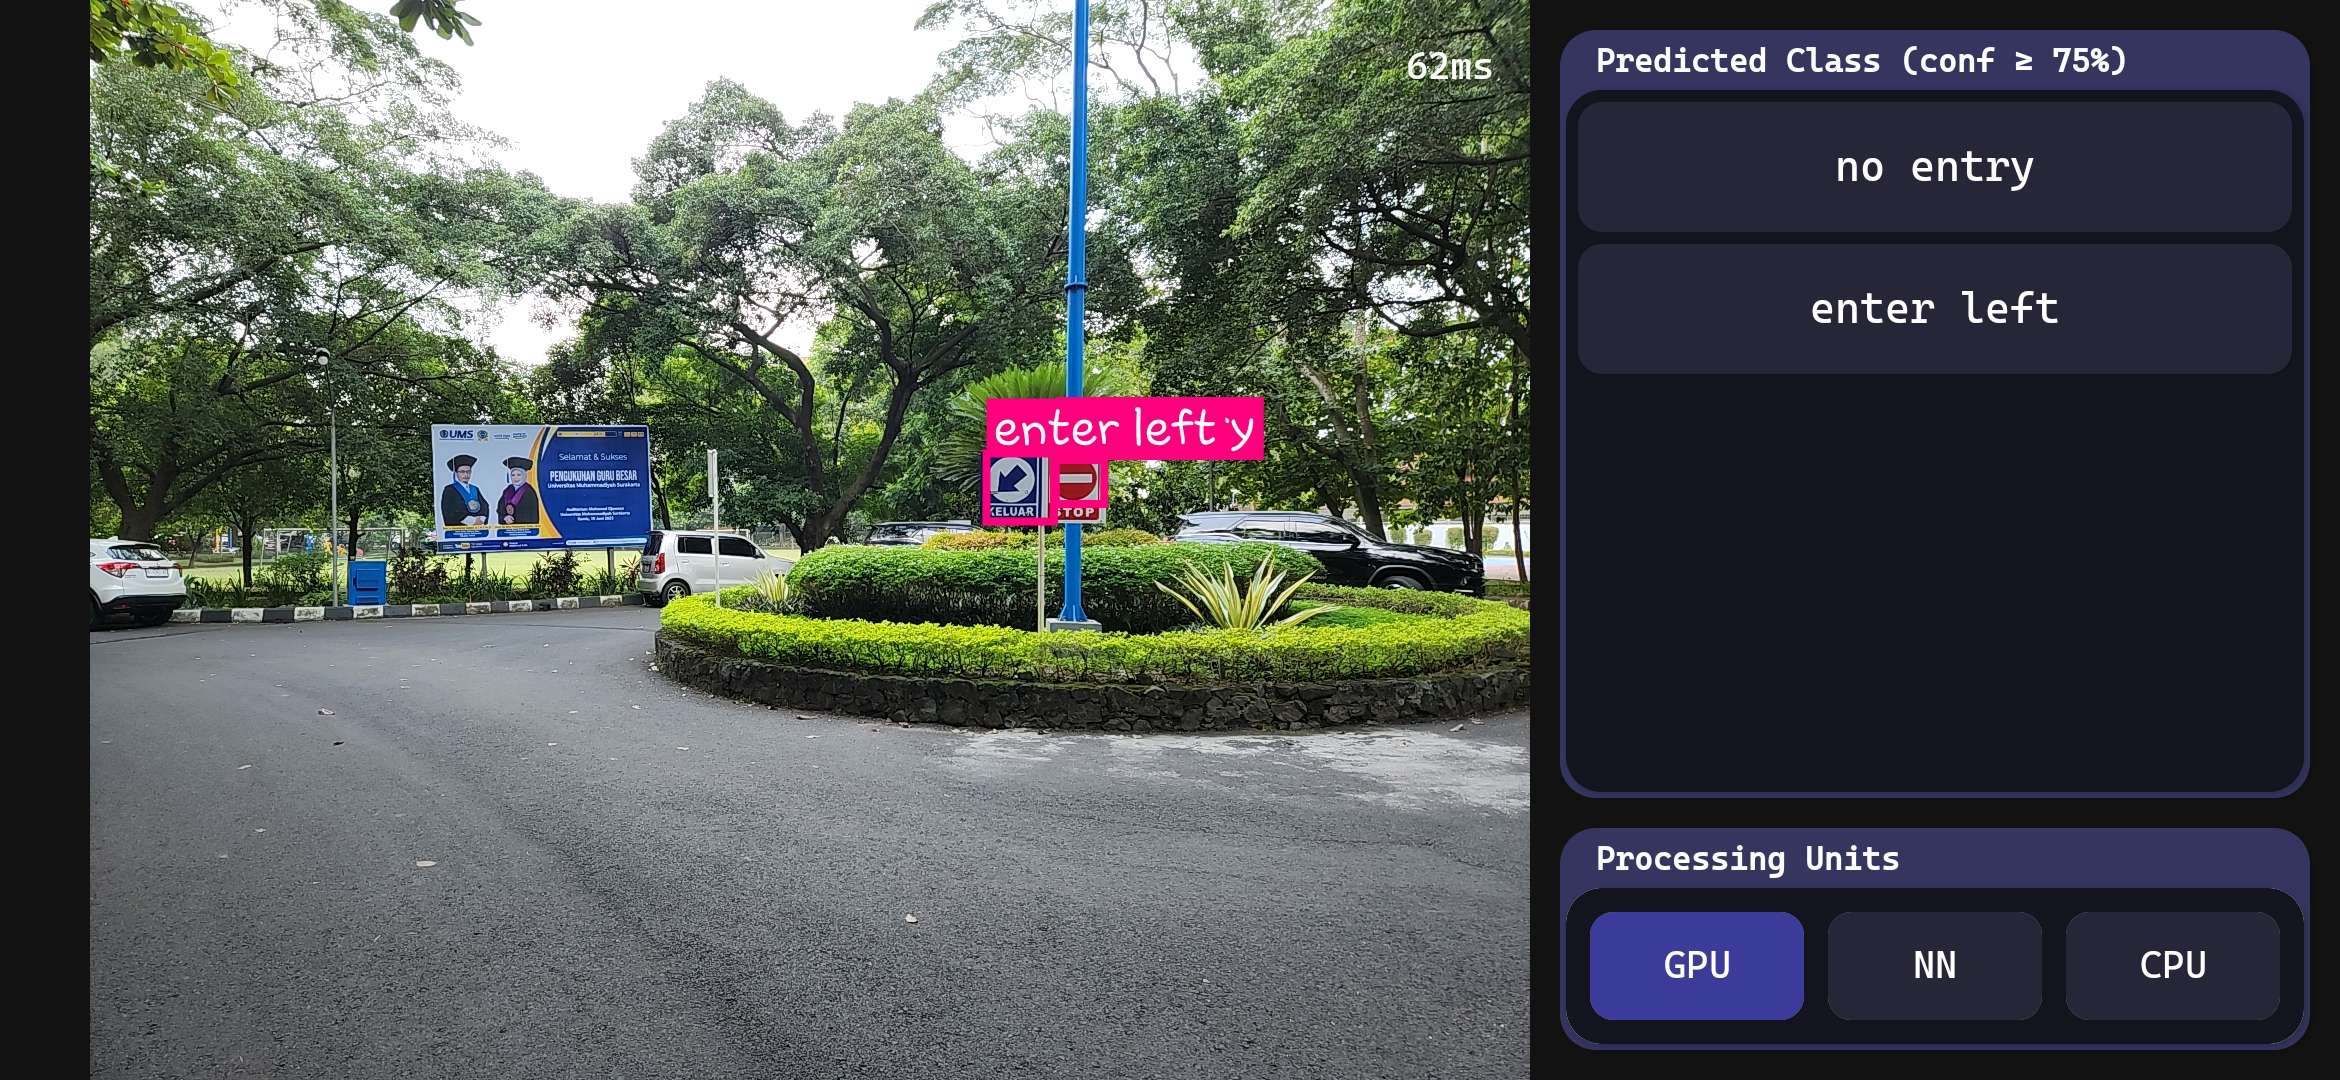 62ms
Predicted Class (conf ≥ 75%)
no entry
enter left
enter left y
KELUAR
STOP
UMS
Selamat & Sukses
PENGUKUHAN GURU BESAR
Universitas Muhammadiyah Surakarta
Processing Units
GPU
NN
CPU